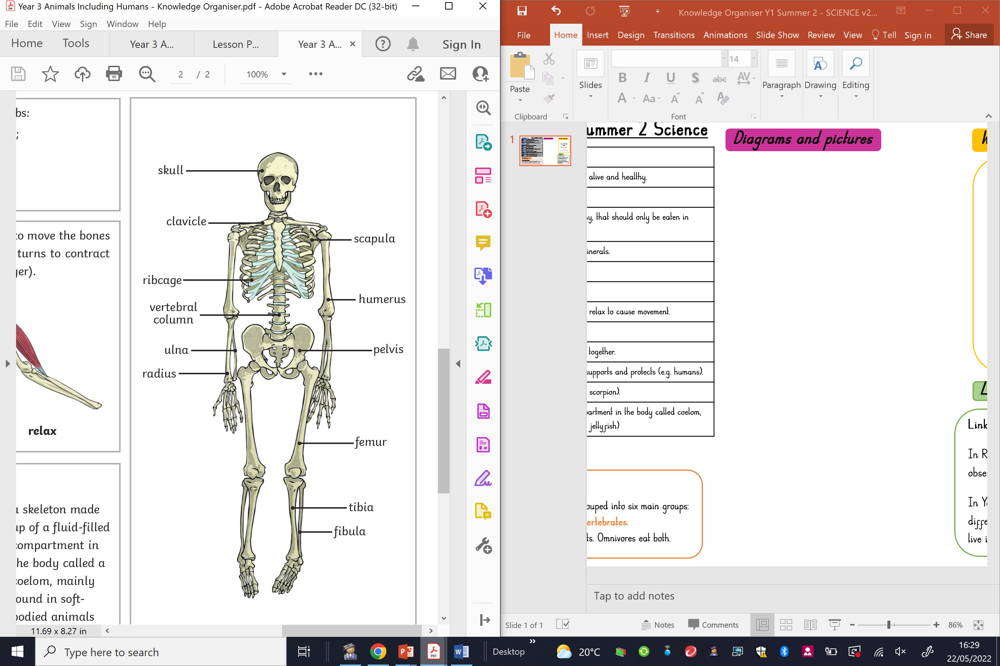 Year 3 Animals Including Humans - Knowledge Organiser.pdf - Adobe Acrobat Reader DC (32-bit)
File Edit View Sign Window Help
Home Tools Year 3 A... Lesson P... Year 3 A... Sign In
2 / 2 100%
bs:
;
to move the bones
turns to contract
ger).
relax
a skeleton made
up of a fluid-filled
compartment in
he body called a
coelom, mainly
found in soft-
bodied animals
skull
clavicle
scapula
ribcage
humerus
vertebral
column
ulna
pelvis
radius
femur
tibia
fibula
11.69 x 8.27 in
Knowledge Organiser Y1 Summer 2 - SCIENCE v2...
File Home Insert Design Transitions Animations Slide Show Review View Tell Sign in Share
Paste
Clipboard
Slides
14
B I U S abc AV
A Aa A A A
Font
Paragraph
Drawing
Editing
1
ummer 2 Science
alive and healthy.
y, that should only be eaten in
inerals.
relax to cause movement.
together.
supports and protects (e.g. humans).
scorpion).
partment in the body called coelom,
jellyfish)
ouped into six main groups:
ertebrates.
ts. Omnivores eat both.
Diagrams and pictures
L
Link
In R
obse
In Y
diffe
live i
Tap to add notes
Slide 1 of 1 Notes Comments 86%
Type here to search
Desktop
20°C
16:29
22/05/2022